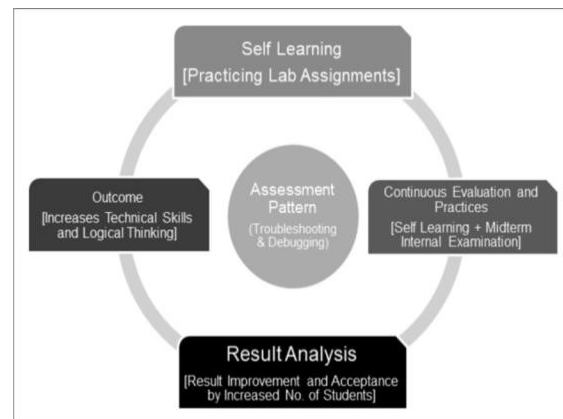 Self Learning
[Practicing Lab Assignments]
Outcome
[Increases Technical Skills
and Logical Thinking]
Assessment
Pattern
(Troubleshooting
& Debugging)
Continuous Evaluation and
Practices
[Self Learning + Midterm
Internal Examination]
Result Analysis
[Result Improvement and Acceptance
by Increased No. of Students]